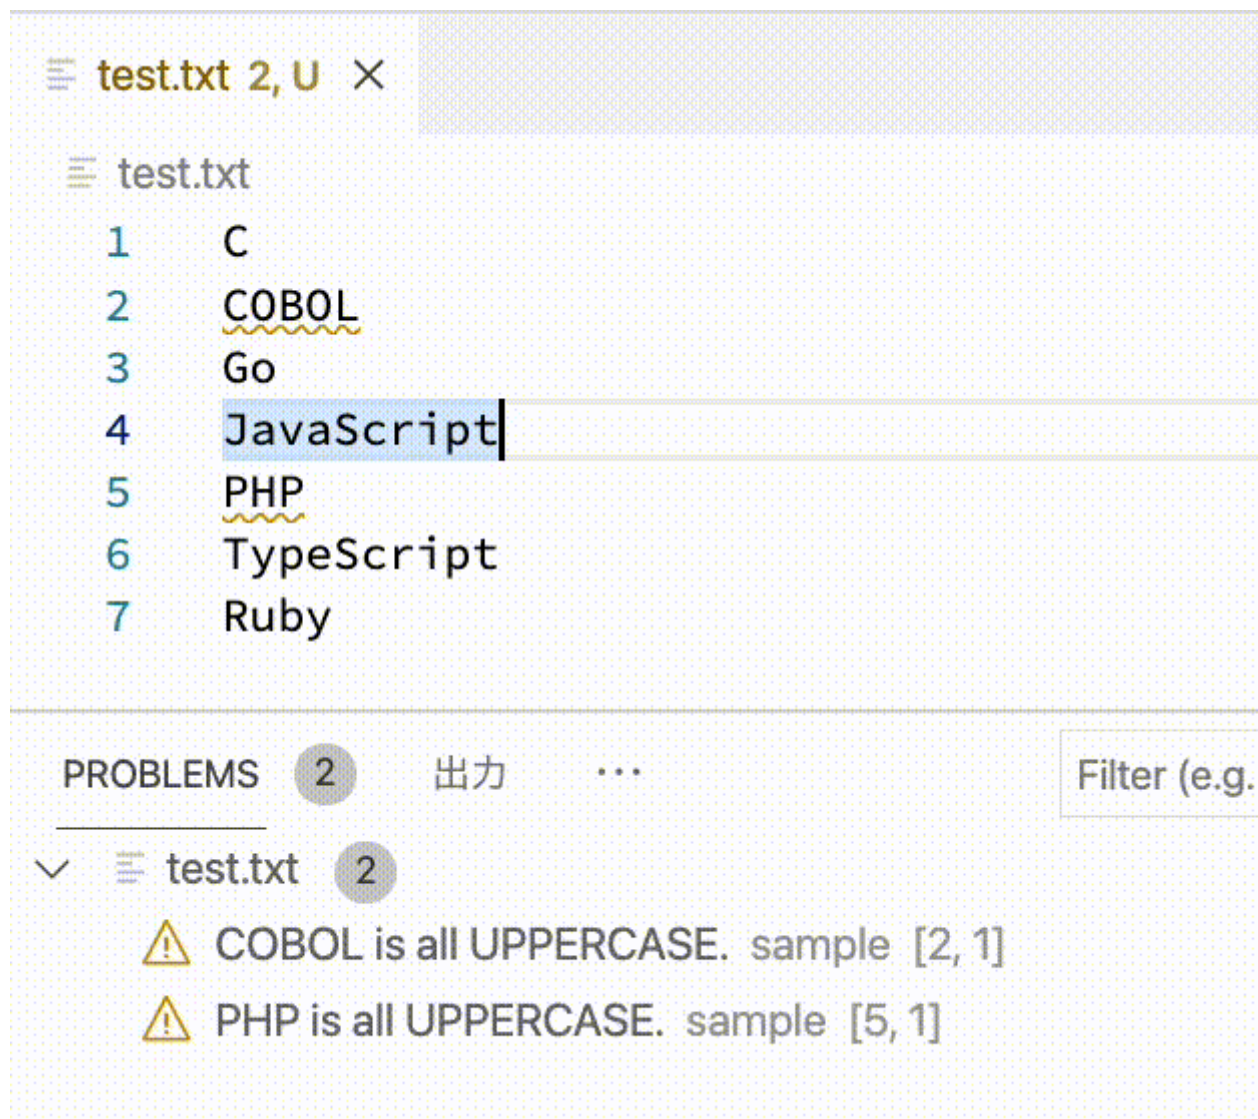 test.txt 2, U
test.txt
1 C
2 COBOL
3 Go
4 JavaScript
5 PHP
6 TypeScript
7 Ruby
PROBLEMS 2 出力 ··· Filter (e.g.
test.txt 2
COBOL is all UPPERCASE. sample [2, 1]
PHP is all UPPERCASE. sample [5, 1]